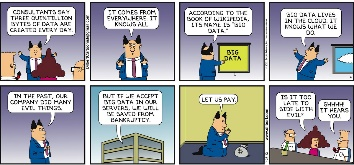 CONSULTANTS SAY
THREE QUINTILLION
BYTES OF DATA ARE
CREATED EVERY DAY.
IT COMES FROM
EVERYWHERE. IT
KNOWS ALL.
ACCORDING TO THE
BOOK OF WIKIPEDIA,
ITS NAME IS "BIG
DATA."
BIG
DATA
BIG DATA LIVES
IN THE CLOUD. IT
KNOWS WHAT WE
DO.
IN THE PAST, OUR
COMPANY DID MANY
EVIL THINGS.
BUT IF WE ACCEPT
BIG DATA IN OUR
SERVERS, WE WILL
BE SAVED FROM
BANKRUPTCY.
LET US PAY.
IS IT TOO
LATE TO
SIDE WITH
EVIL?
SHHHH!
IT HEARS
YOU.